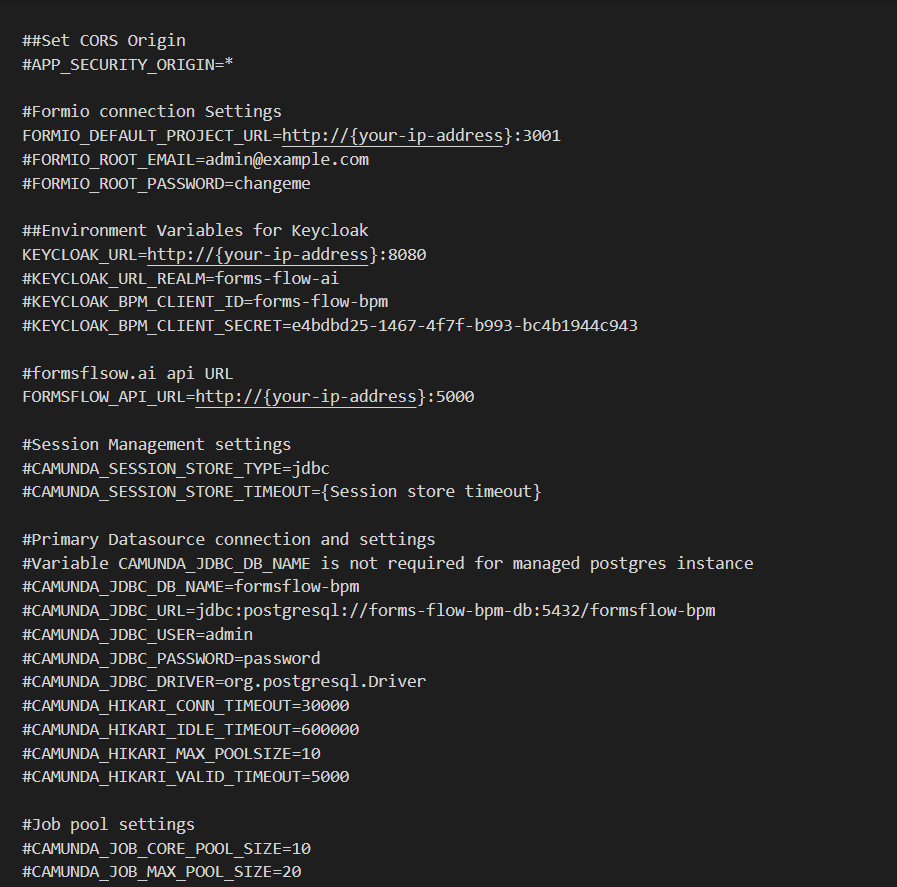 ##Set CORS Origin
#APP_SECURITY_ORIGIN=*
#Formio connection Settings
FORMIO_DEFAULT_PROJECT_URL=http://{your-ip-address}:3001
#FORMIO_ROOT_EMAIL=admin@example.com
#FORMIO_ROOT_PASSWORD=changeme
##Environment Variables for Keycloak
KEYCLOAK_URL=http://{your-ip-address}:8080
#KEYCLOAK_URL_REALM=forms-flow-ai
#KEYCLOAK_BPM_CLIENT_ID=forms-flow-bpm
#KEYCLOAK_BPM_CLIENT_SECRET=e4bdbd25-1467-4f7f-b993-bc4b1944c943
#formsflsow.ai api URL
FORMSFLOW_API_URL=http://{your-ip-address}:5000
#Session Management settings
#CAMUNDA_SESSION_STORE_TYPE=jdbc
#CAMUNDA_SESSION_STORE_TIMEOUT={Session store timeout}
#Primary Datasource connection and settings
#Variable CAMUNDA_JDBC_DB_NAME is not required for managed postgres instance
#CAMUNDA_JDBC_DB_NAME=formsflow-bpm
#CAMUNDA_JDBC_URL=jdbc:postgresql://forms-flow-bpm-db:5432/formsflow-bpm
#CAMUNDA_JDBC_USER=admin
#CAMUNDA_JDBC_PASSWORD=password
#CAMUNDA_JDBC_DRIVER=org.postgresql.Driver
#CAMUNDA_HIKARI_CONN_TIMEOUT=30000
#CAMUNDA_HIKARI_IDLE_TIMEOUT=600000
#CAMUNDA_HIKARI_MAX_POOLSIZE=10
#CAMUNDA_HIKARI_VALID_TIMEOUT=5000
#Job pool settings
#CAMUNDA_JOB_CORE_POOL_SIZE=10
#CAMUNDA_JOB_MAX_POOL_SIZE=20